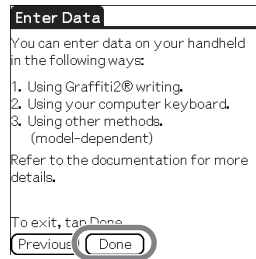 Enter Data
You can enter data on your handheld
in the following ways:
1. Using Graffiti2® writing.
2. Using your computer keyboard.
3. Using other methods.
(model-dependent)
Refer to the documentation for more
details.
To exit, tap Done
Previous Done